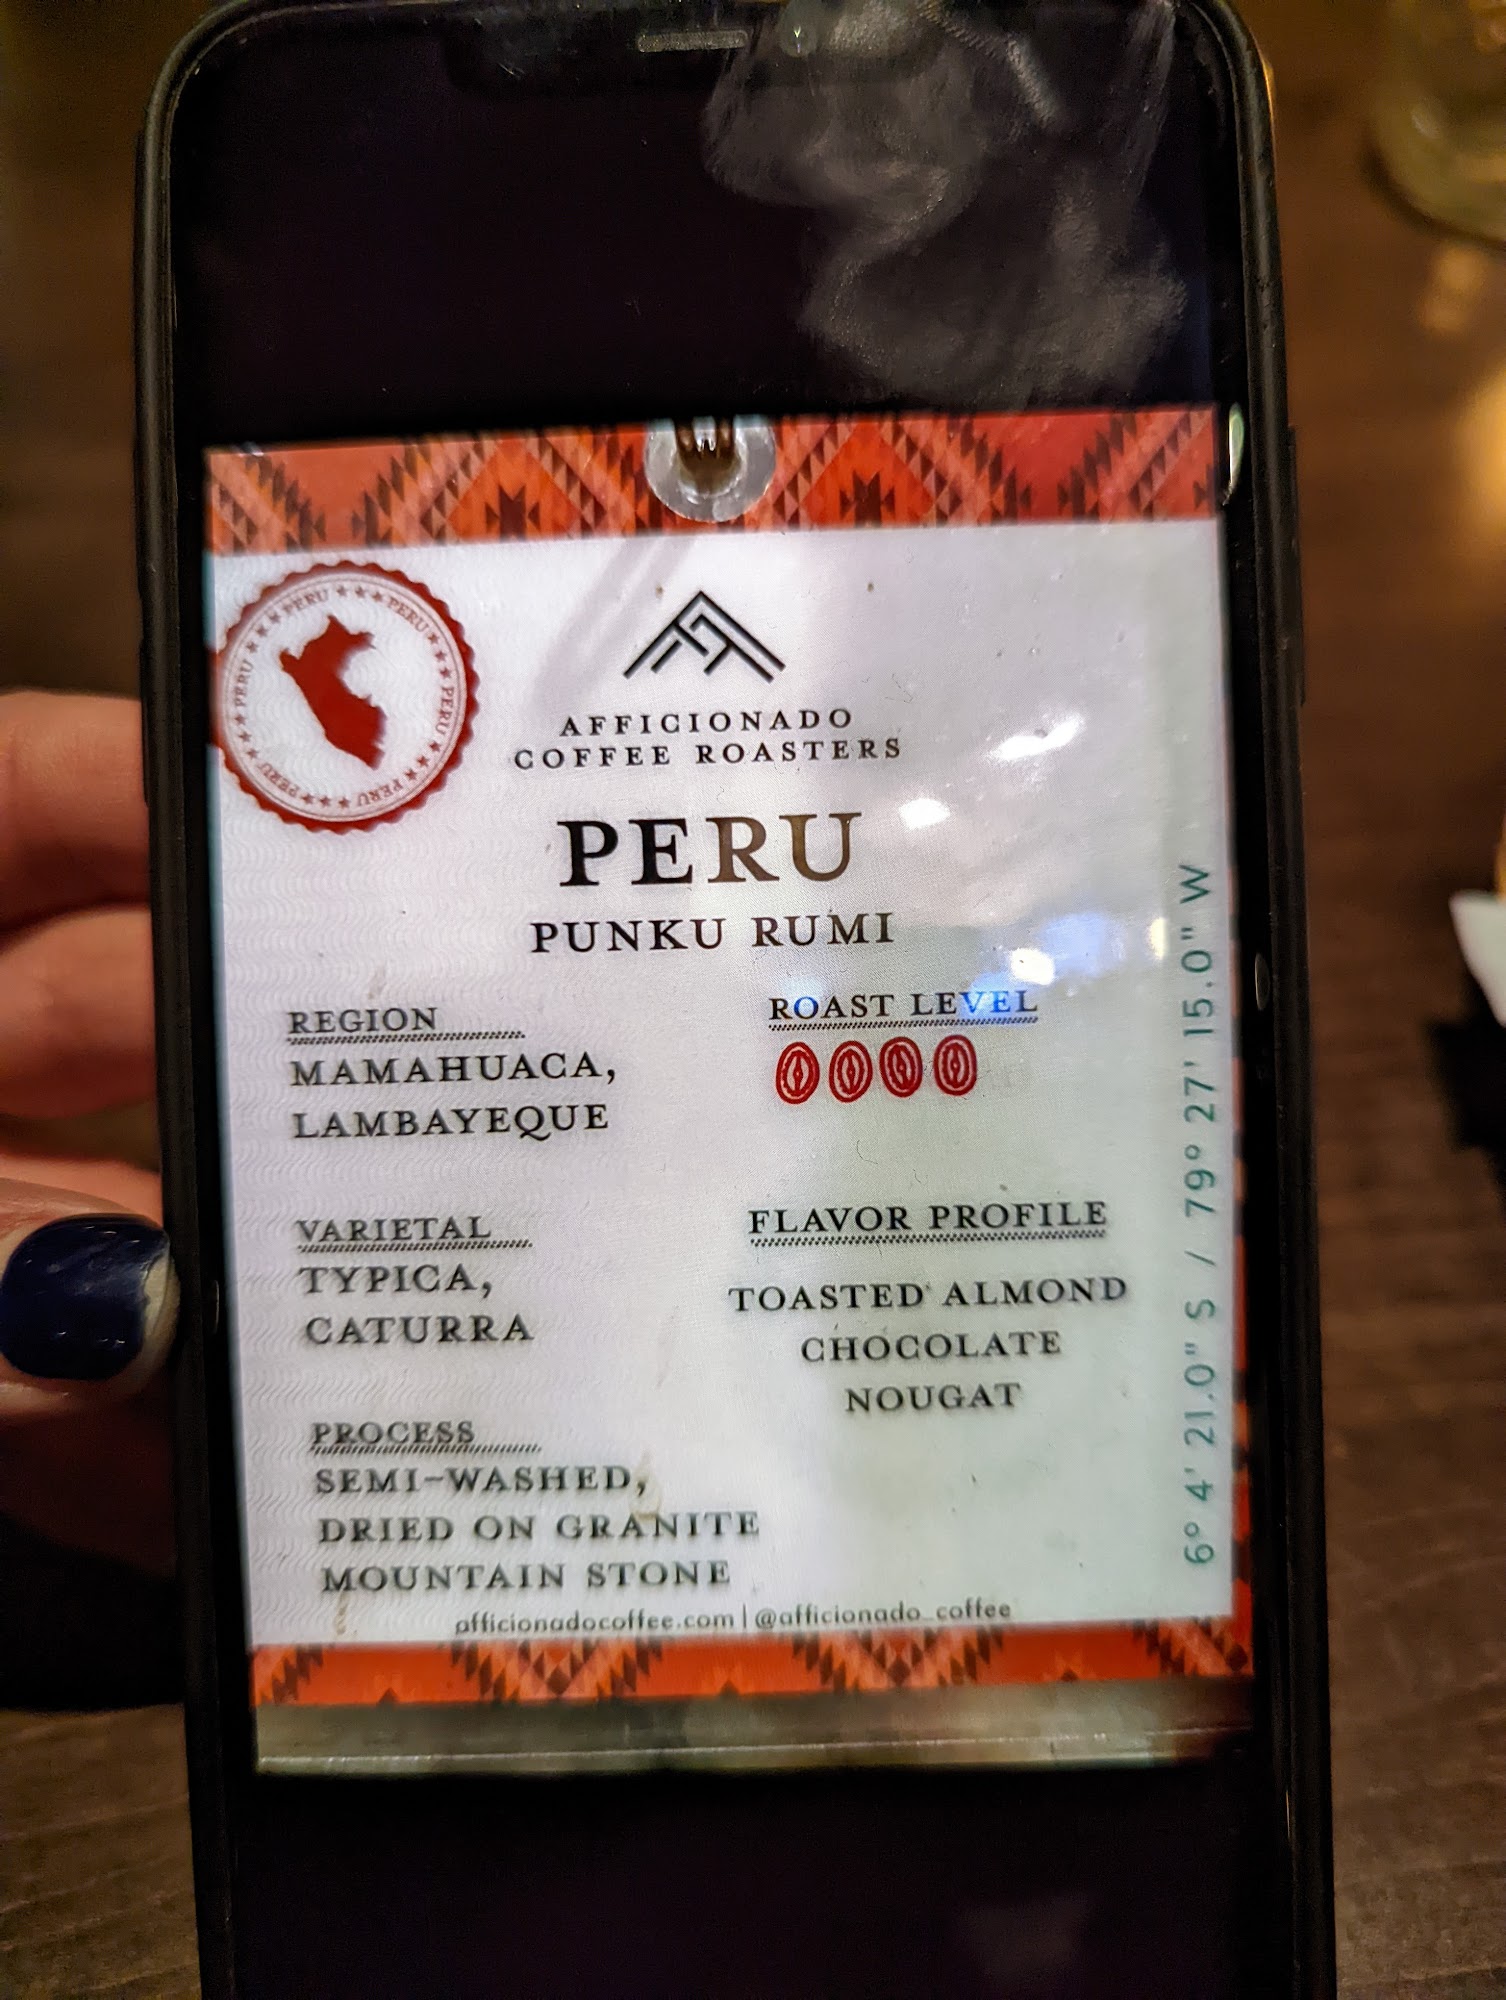 PERU ★★★ PERU ★★★ PERU ★★★ PERU ★★★ PERU ★★★ PERU ★★★
AFFICIONADO
COFFEE ROASTERS
PERU
PUNKU RUMI
REGION
MAMAHUACA,
LAMBAYEQUE
ROAST LEVEL
VARIETAL
TYPICA,
CATURRA
FLAVOR PROFILE
TOASTED ALMOND
CHOCOLATE
NOUGAT
PROCESS
SEMI-WASHED,
DRIED ON GRANITE
MOUNTAIN STONE
afficionadocoffee.com | @afficionado_coffee
6° 4' 21.0" S / 79° 27' 15.0" W